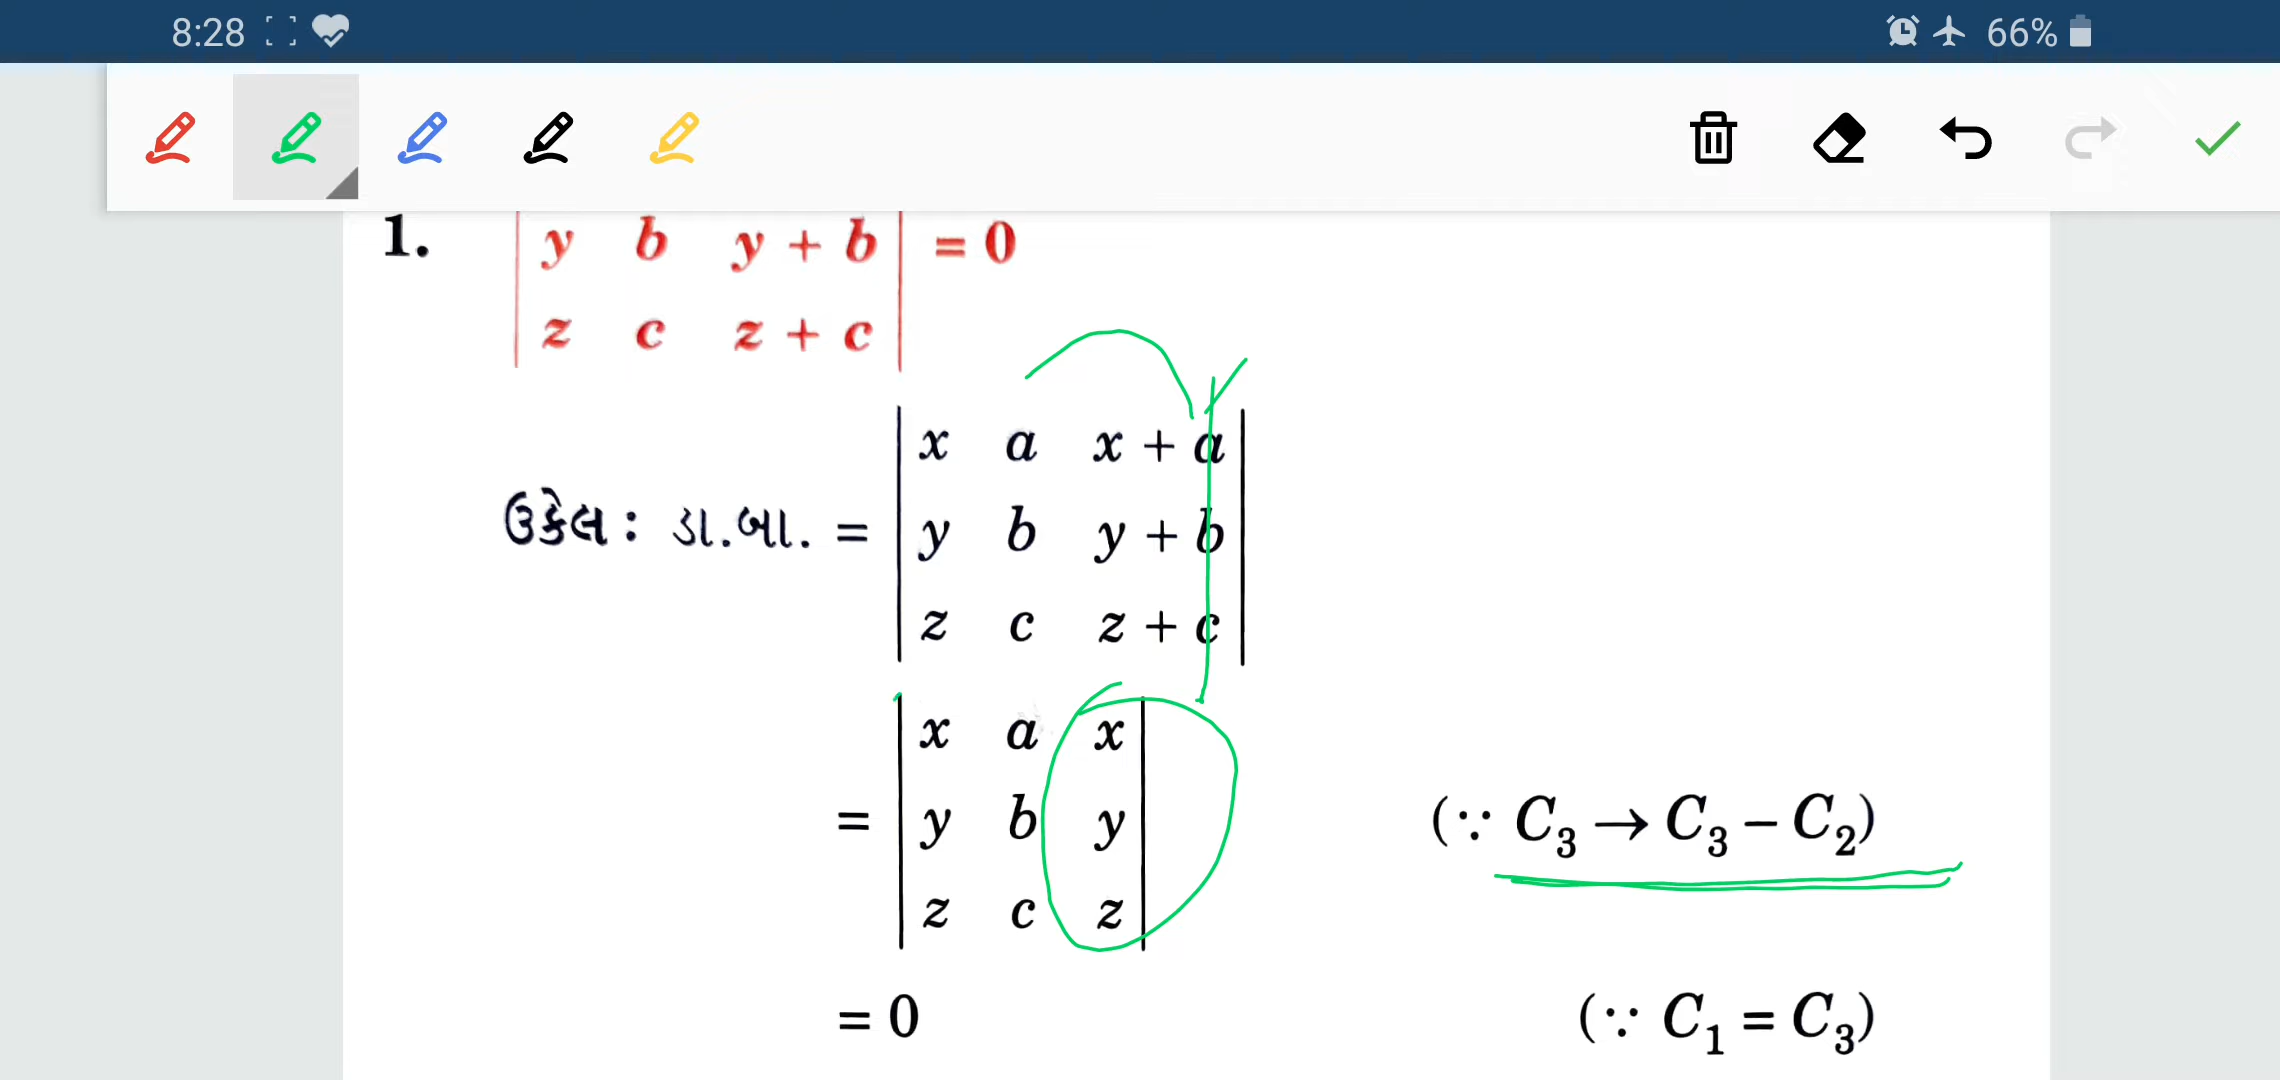 8:28 66%
1. | y b y + b | = 0
| z c z + c |
| x a x + a |
ઉકેલ : ડા.બા. = | y b y + b |
| z c z + c |
| x a x |
= | y b y | (∵ C₃ → C₃ – C₂)
| z c z |
= 0 (∵ C₁ = C₃)